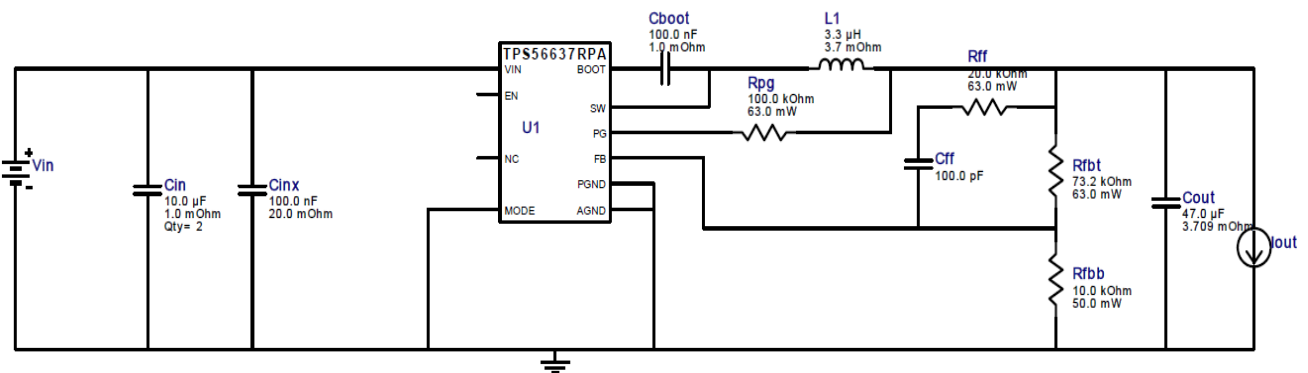 Cboot
100.0 nF
1.0 mOhm
L1
3.3 µH
3.7 mOhm
TPS56637RPA
VIN
BOOT
EN
SW
U1
PG
NC
FB
PGND
MODE
AGND
Rpg
100.0 kOhm
63.0 mW
Rff
20.0 kOhm
63.0 mW
+
Vin
-
Cin
10.0 µF
1.0 mOhm
Qty= 2
Cinx
100.0 nF
20.0 mOhm
Cff
100.0 pF
Rfbt
73.2 kOhm
63.0 mW
Cout
47.0 µF
3.709 mOhm
Iout
Rfbb
10.0 kOhm
50.0 mW